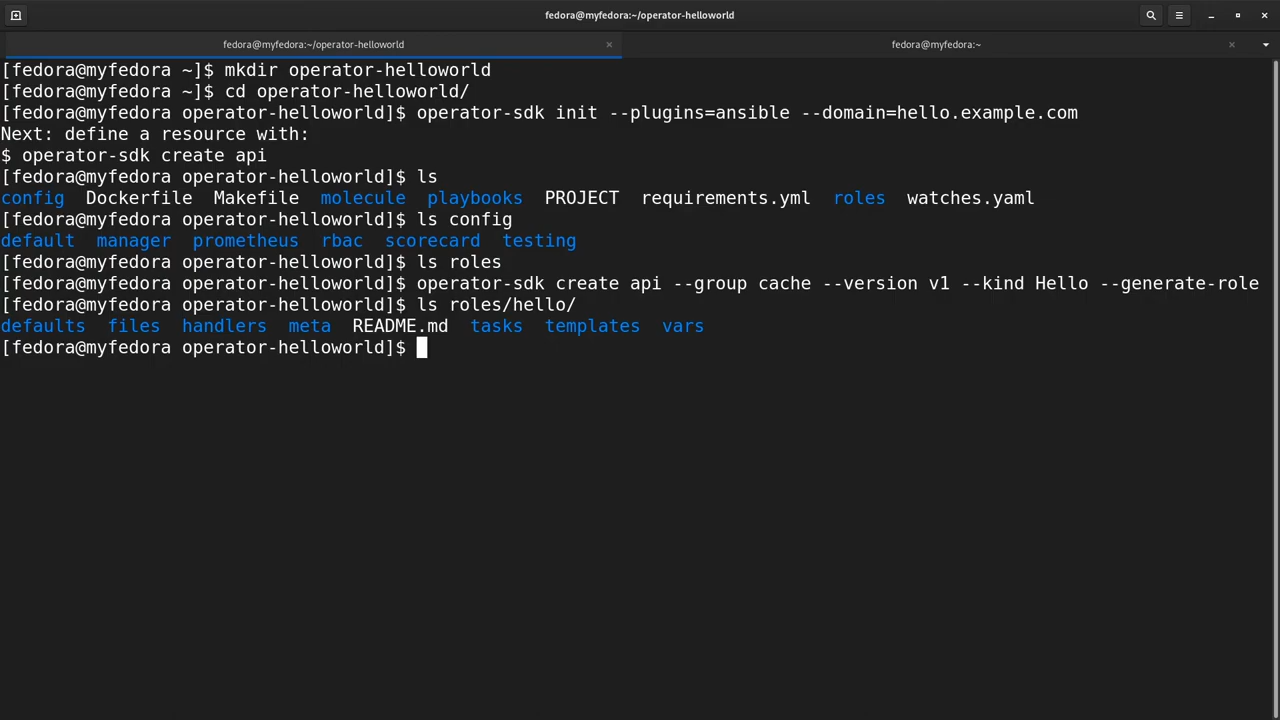 fedora@myfedora:~/operator-helloworld
fedora@myfedora:~/operator-helloworld fedora@myfedora:~
[fedora@myfedora ~]$ mkdir operator-helloworld
[fedora@myfedora ~]$ cd operator-helloworld/
[fedora@myfedora operator-helloworld]$ operator-sdk init --plugins=ansible --domain=hello.example.com
Next: define a resource with:
$ operator-sdk create api
[fedora@myfedora operator-helloworld]$ ls
config Dockerfile Makefile molecule playbooks PROJECT requirements.yml roles watches.yaml
[fedora@myfedora operator-helloworld]$ ls config
default manager prometheus rbac scorecard testing
[fedora@myfedora operator-helloworld]$ ls roles
[fedora@myfedora operator-helloworld]$ operator-sdk create api --group cache --version v1 --kind Hello --generate-role
[fedora@myfedora operator-helloworld]$ ls roles/hello/
defaults files handlers meta README.md tasks templates vars
[fedora@myfedora operator-helloworld]$